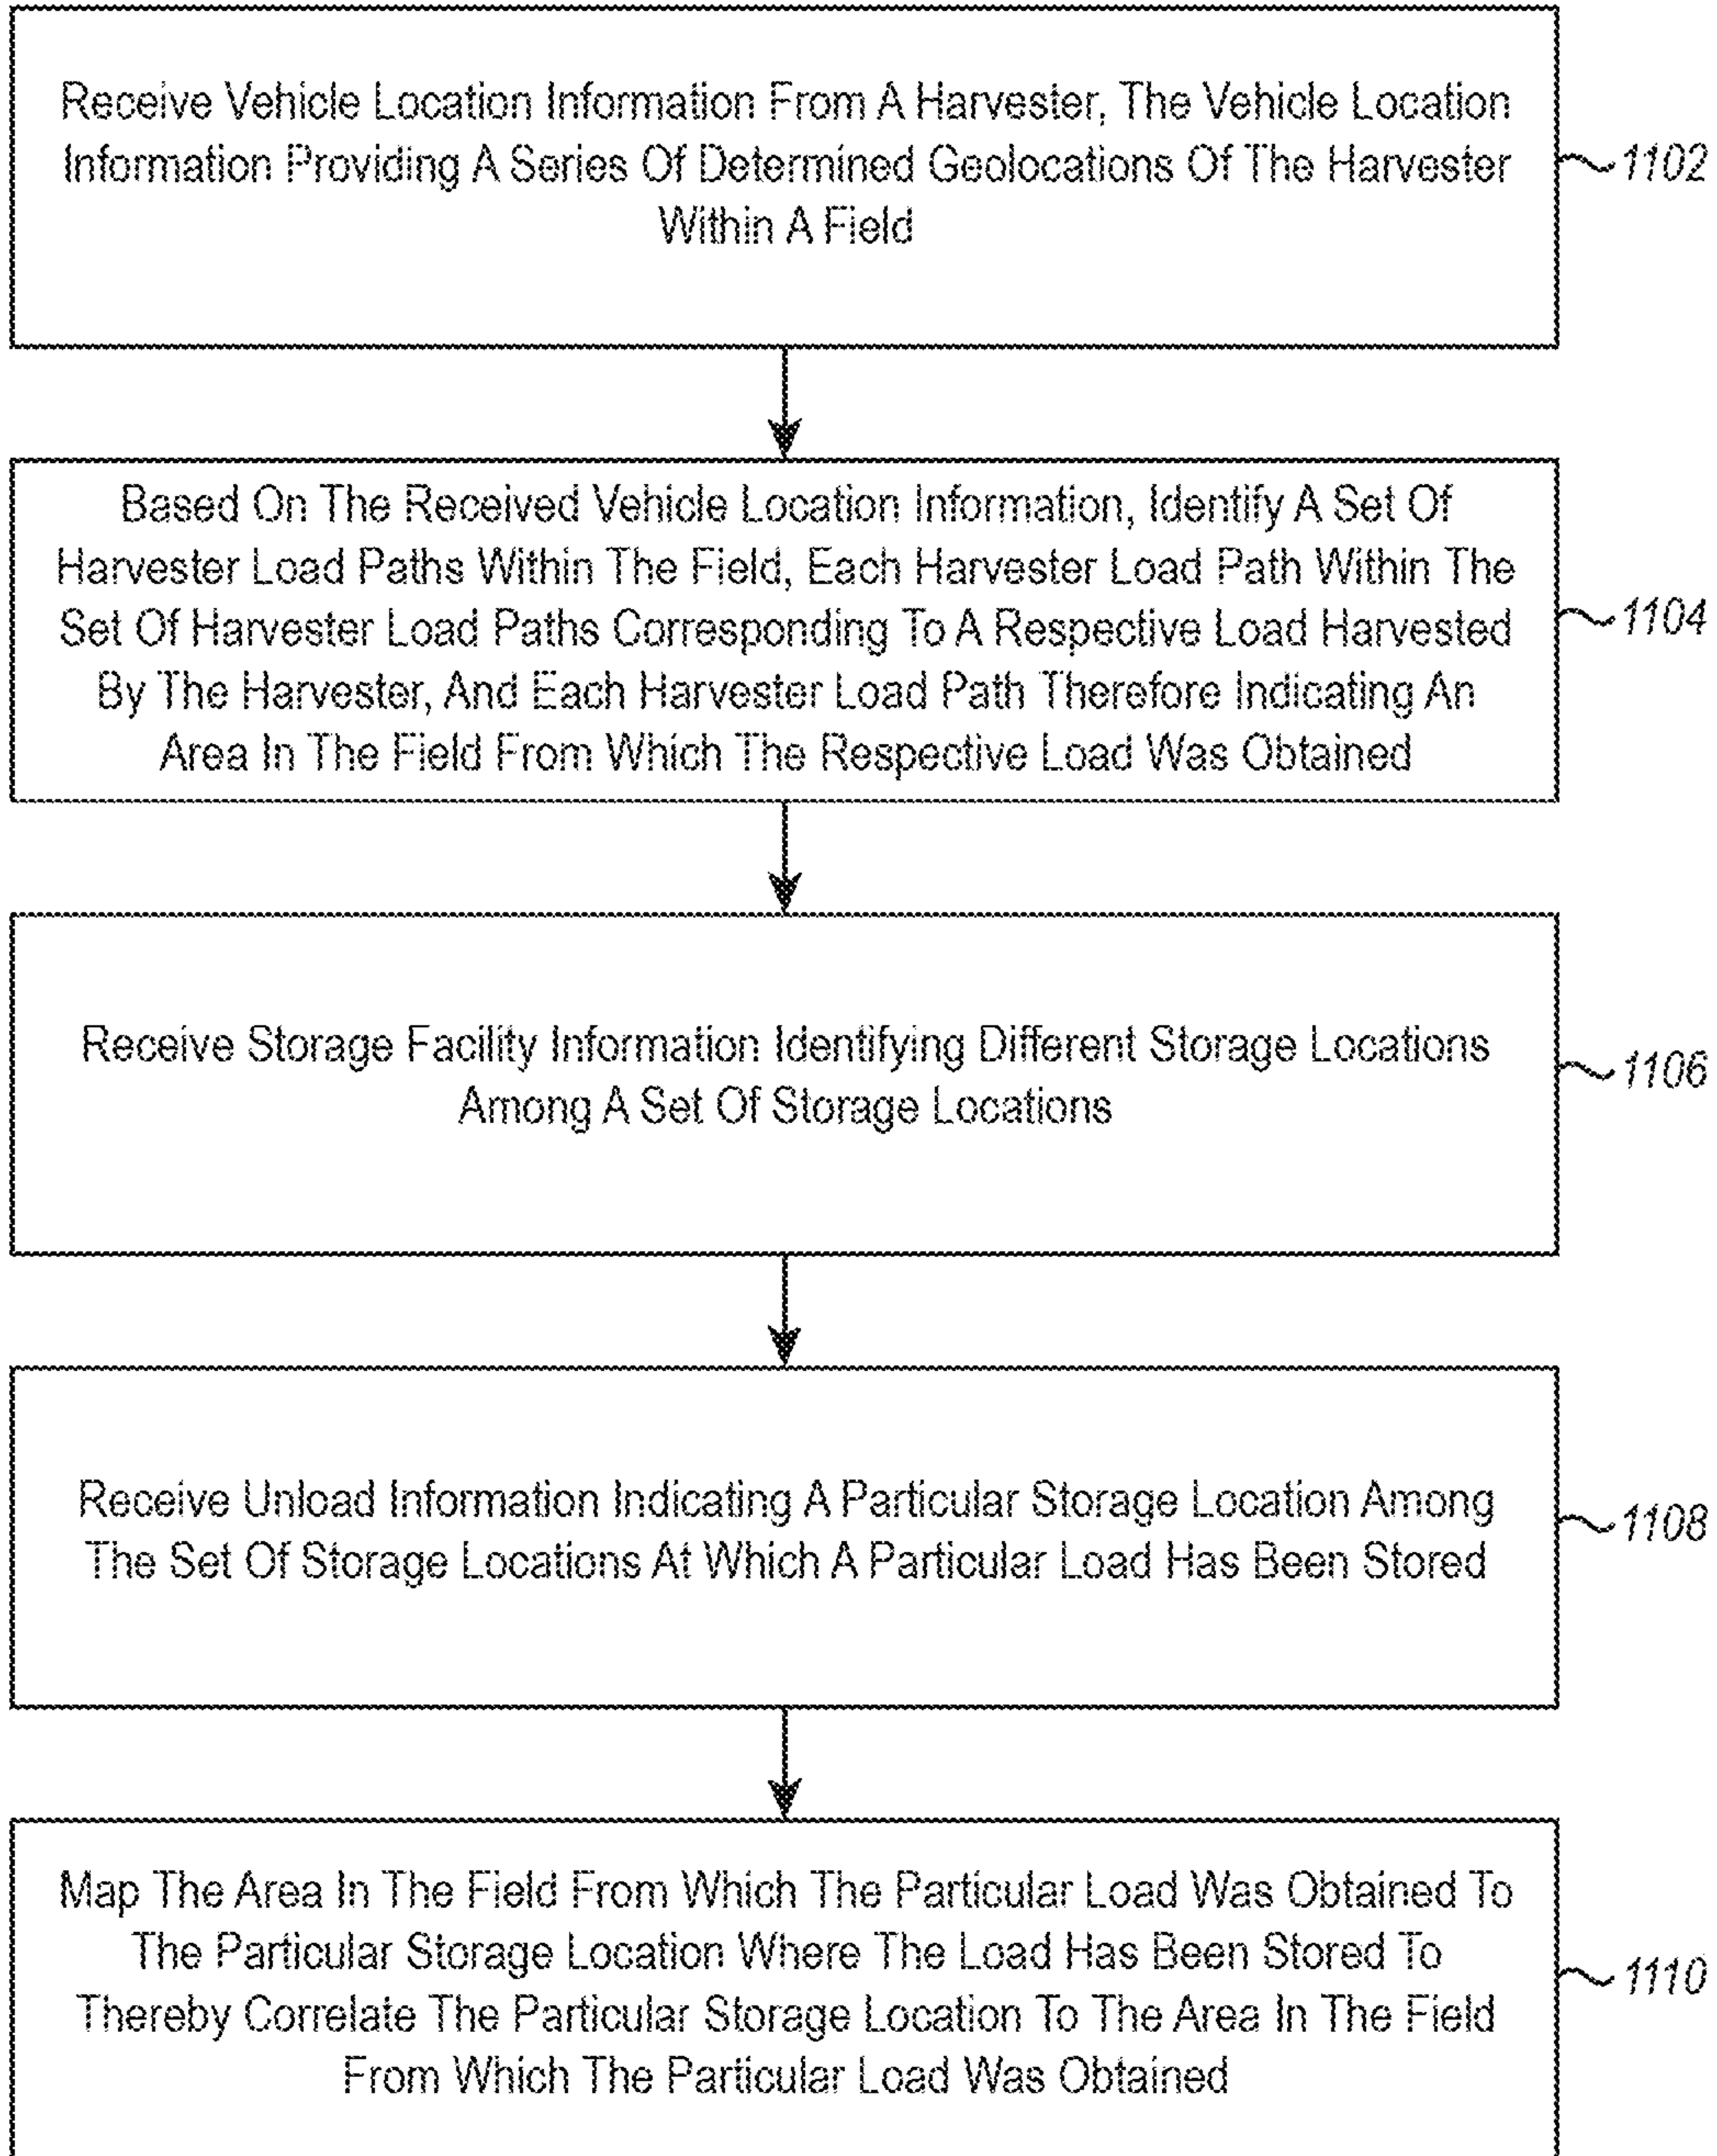 Receive Vehicle Location Information From A Harvester, The Vehicle Location
Information Providing A Series Of Determined Geolocations Of The Harvester
Within A Field
1102
Based On The Received Vehicle Location Information, Identify A Set Of
Harvester Load Paths Within The Field, Each Harvester Load Path Within The
Set Of Harvester Load Paths Corresponding To A Respective Load Harvested
By The Harvester, And Each Harvester Load Path Therefore Indicating An
Area In The Field From Which The Respective Load Was Obtained
1104
Receive Storage Facility Information Identifying Different Storage Locations
Among A Set Of Storage Locations
1106
Receive Unload Information Indicating A Particular Storage Location Among
The Set Of Storage Locations At Which A Particular Load Has Been Stored
1108
Map The Area In The Field From Which The Particular Load Was Obtained To
The Particular Storage Location Where The Load Has Been Stored To
Thereby Correlate The Particular Storage Location To The Area In The Field
From Which The Particular Load Was Obtained
1110